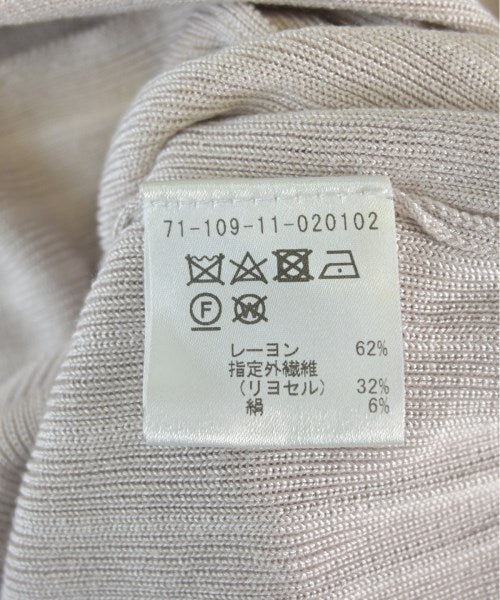 71-109-11-020102
F W
レーヨン 62%
指定外繊維
(リヨセル) 32%
絹 6%